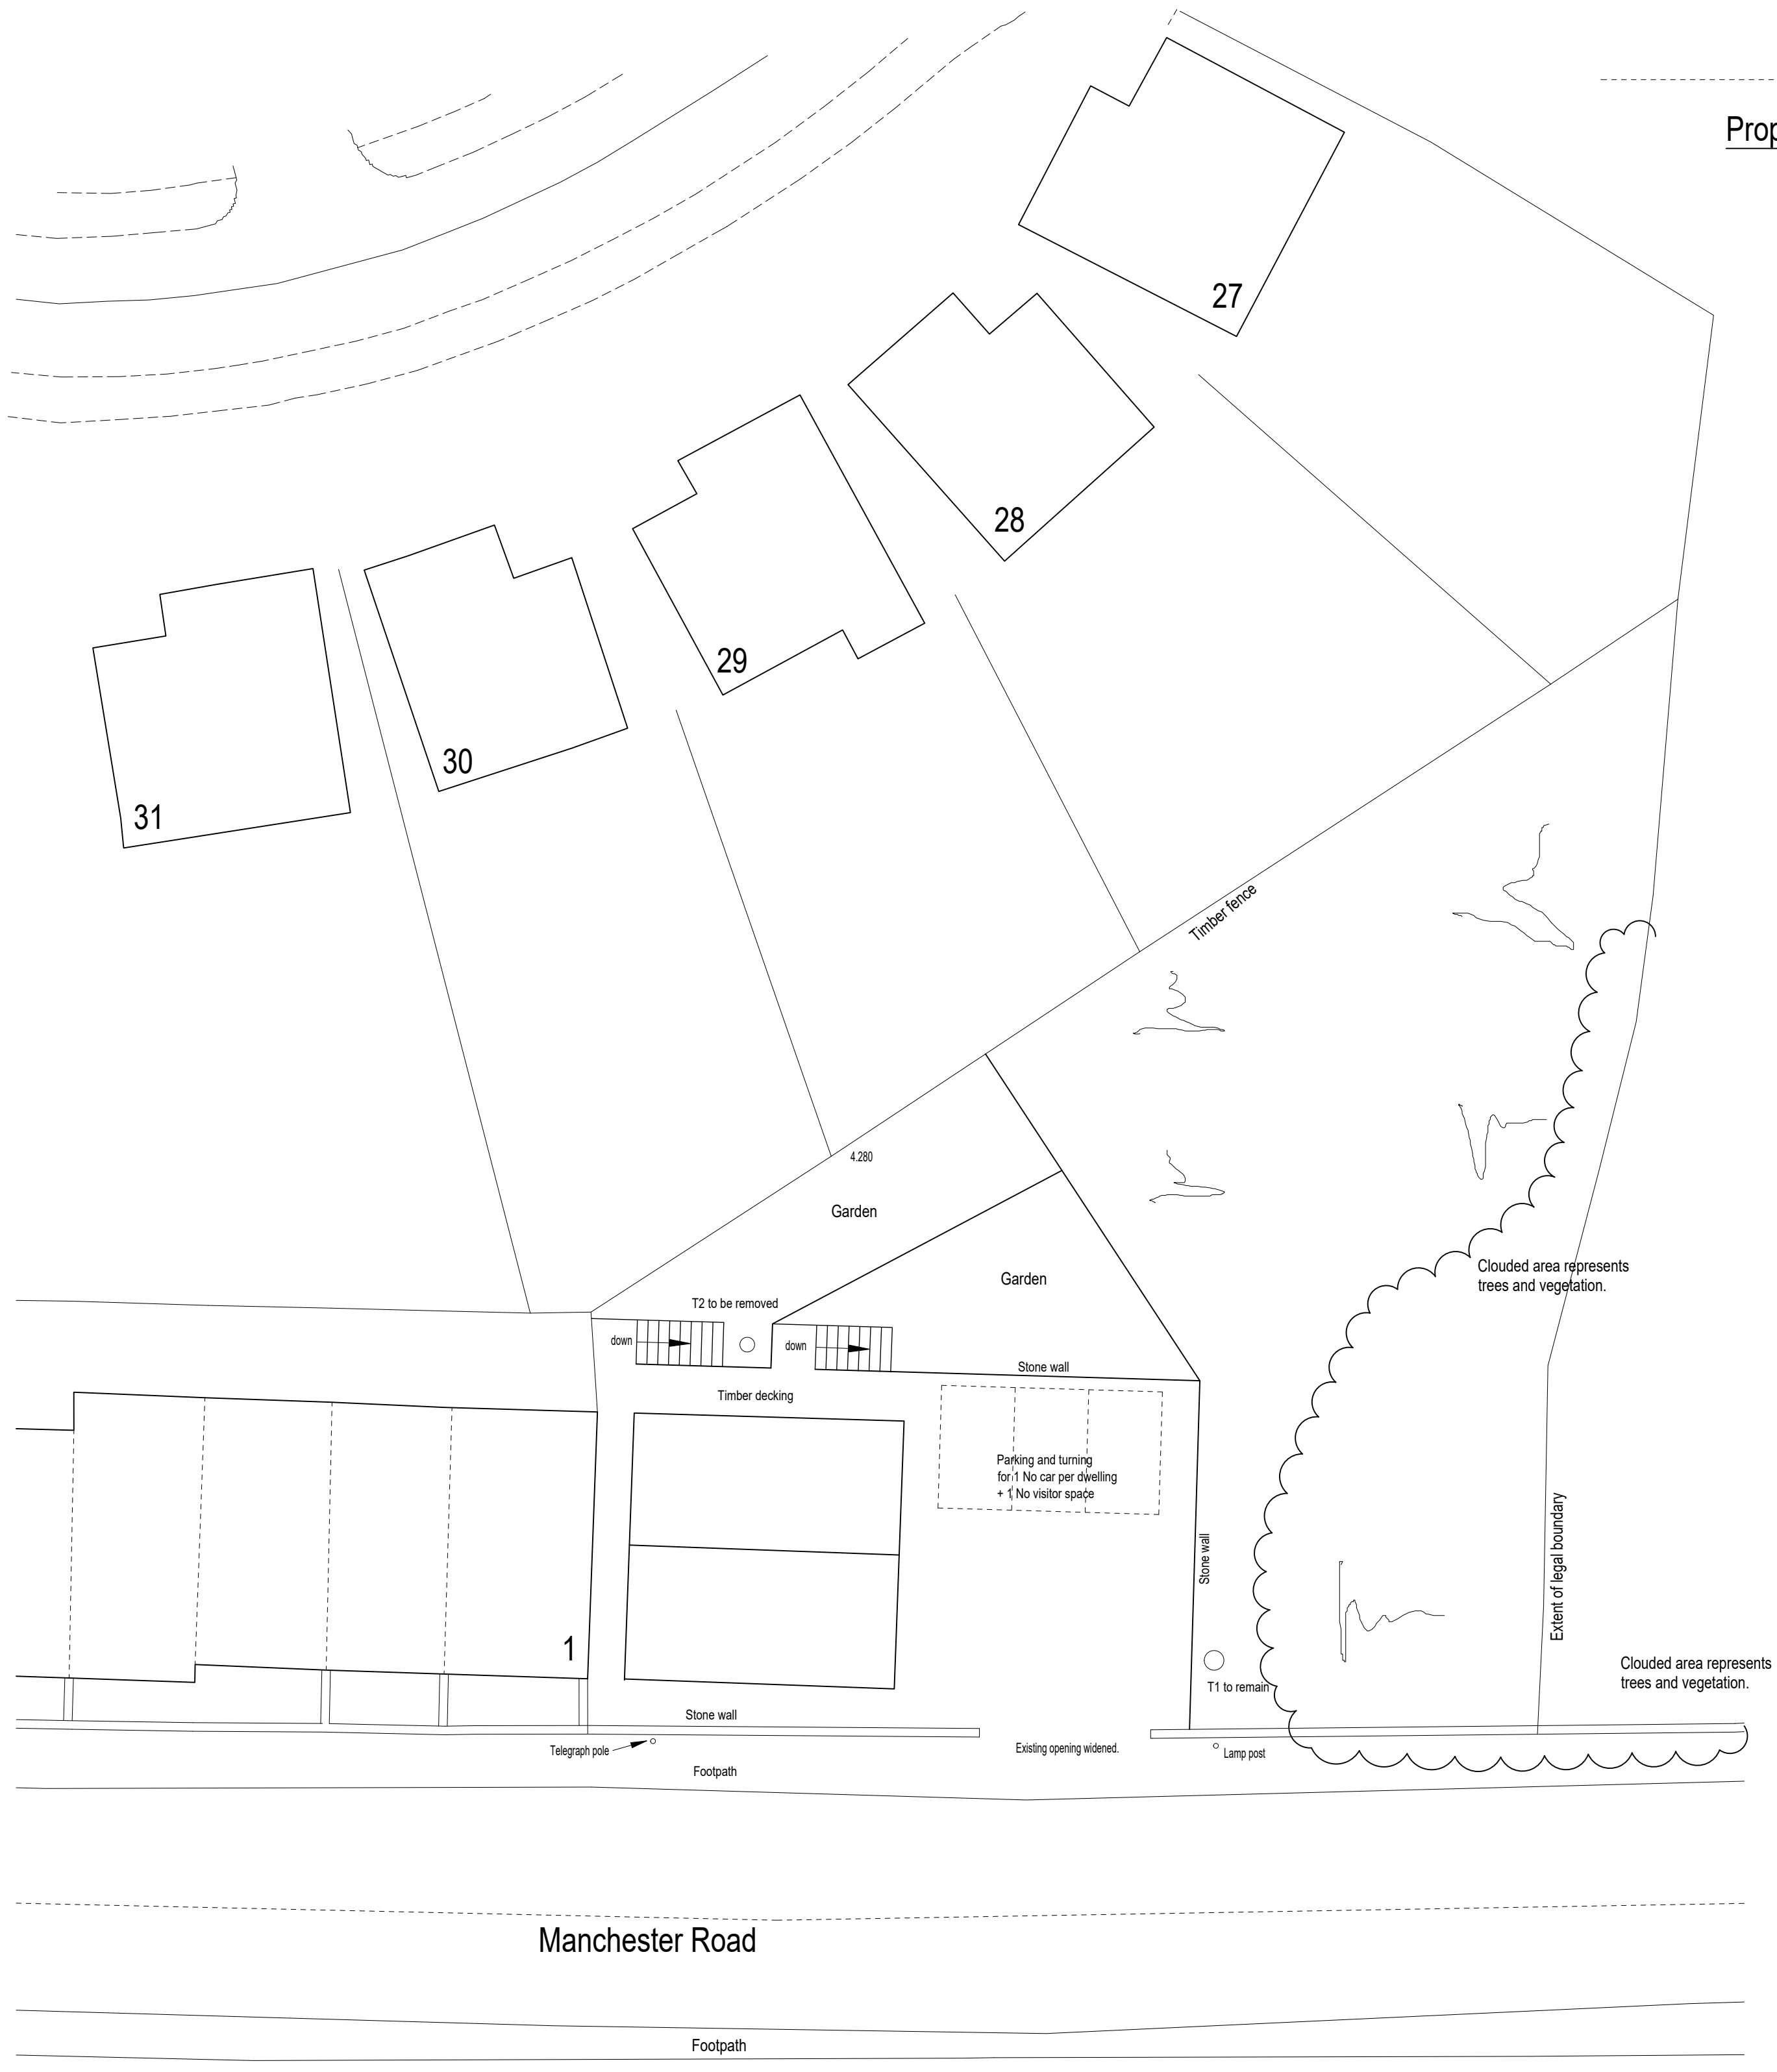 Prop
27
28
29
30
31
Timber fence
4.280
Garden
Garden
Clouded area represents
trees and vegetation.
T2 to be removed
down
down
Stone wall
Timber decking
Parking and turning
for 1 No car per dwelling
+ 1 No visitor space
Stone wall
Extent of legal boundary
1
Clouded area represents
trees and vegetation.
T1 to remain
Stone wall
Telegraph pole
Existing opening widened.
Lamp post
Footpath
Manchester Road
Footpath